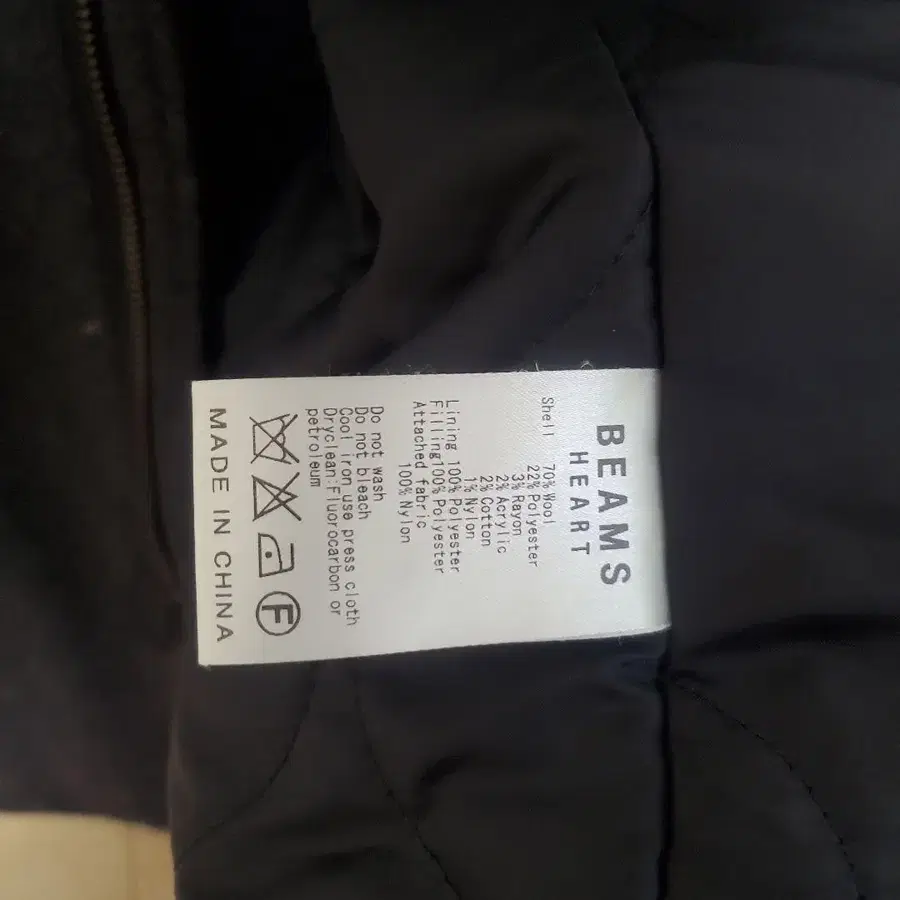 BEAMS
HEART
Shell 70% Wool
22% Polyester
3% Rayon
2% Acrylic
2% Cotton
1% Nylon
Lining 100% Polyester
Filling100% Polyester
Attached fabric
100% Nylon
Do not wash
Do not bleach
Cool iron use press cloth
Dryclean:Fluorocarbon or
petroleum
F
MADE IN CHINA